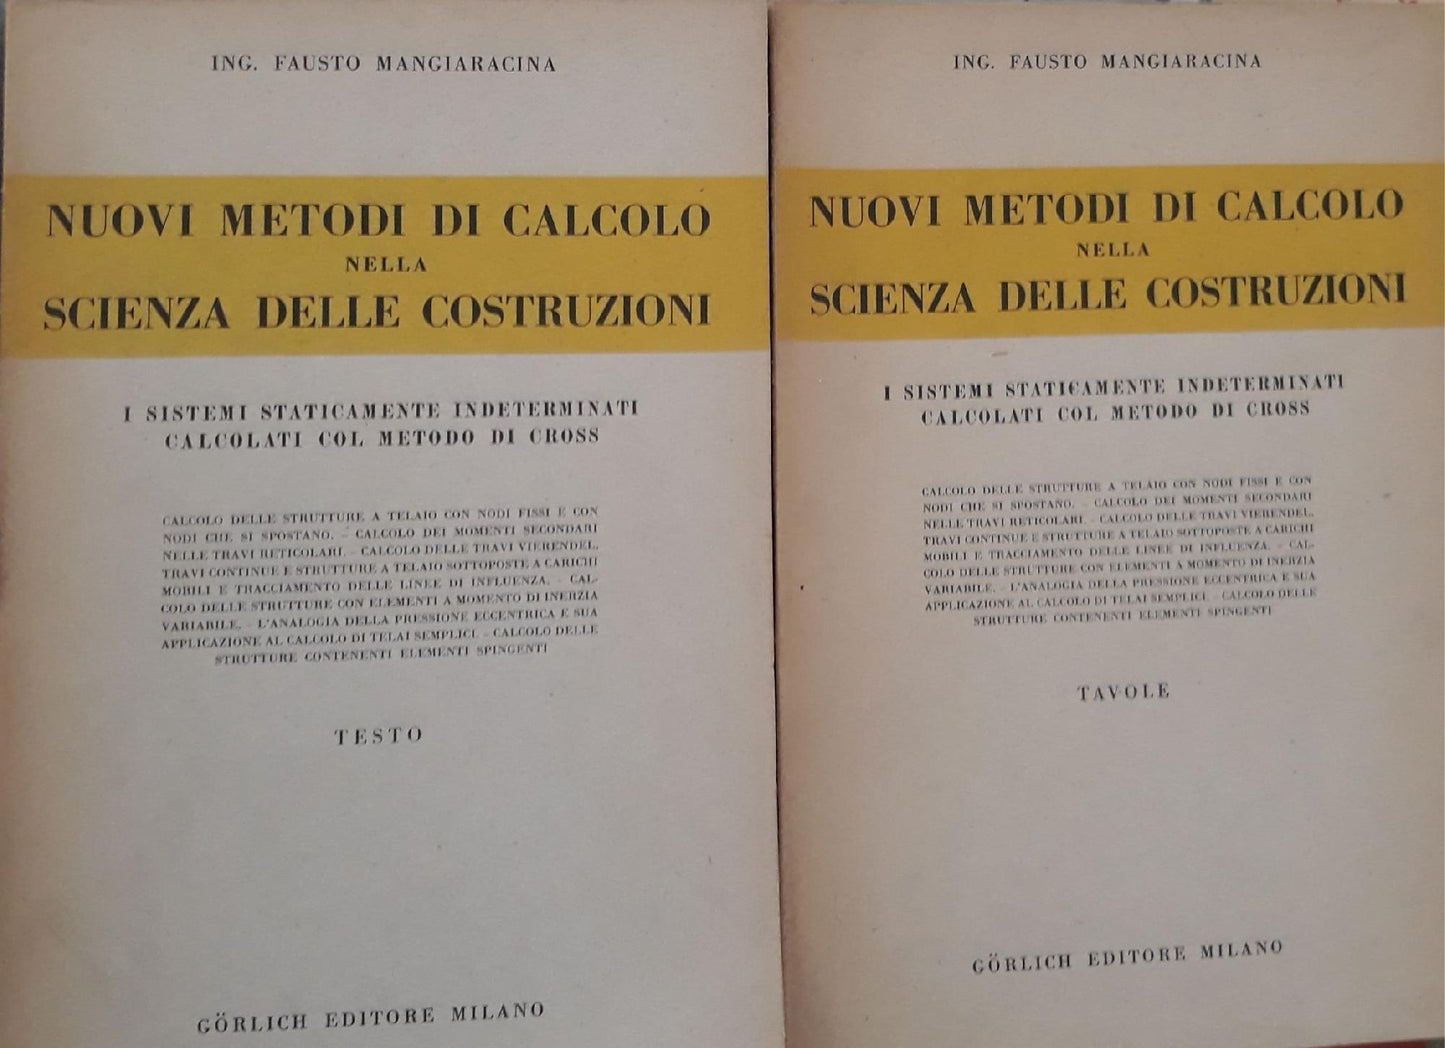 ING. FAUSTO MANGIARACINA
NUOVI METODI DI CALCOLO
NELLA
SCIENZA DELLE COSTRUZIONI
I SISTEMI STATICAMENTE INDETERMINATI
CALCOLATI COL METODO DI CROSS
CALCOLO DELLE STRUTTURE A TELAIO CON NODI FISSI E CON
NODI CHE SI SPOSTANO. - CALCOLO DEI MOMENTI SECONDARI
NELLE TRAVI RETICOLARI. - CALCOLO DELLE TRAVI VIERENDEL.
TRAVI CONTINUE E STRUTTURE A TELAIO SOTTOPOSTE A CARICHI
MOBILI E TRACCIAMENTO DELLE LINEE DI INFLUENZA. - CAL-
COLO DELLE STRUTTURE CON ELEMENTI A MOMENTO DI INERZIA
VARIABILE. - L'ANALOGIA DELLA PRESSIONE ECCENTRICA E SUA
APPLICAZIONE AL CALCOLO DI TELAI SEMPLICI. - CALCOLO DELLE
STRUTTURE CONTENENTI ELEMENTI SPINGENTI
TESTO
GÖRLICH EDITORE MILANO
ING. FAUSTO MANGIARACINA
NUOVI METODI DI CALCOLO
NELLA
SCIENZA DELLE COSTRUZIONI
I SISTEMI STATICAMENTE INDETERMINATI
CALCOLATI COL METODO DI CROSS
CALCOLO DELLE STRUTTURE A TELAIO CON NODI FISSI E CON
NODI CHE SI SPOSTANO. - CALCOLO DEI MOMENTI SECONDARI
NELLE TRAVI RETICOLARI. - CALCOLO DELLE TRAVI VIERENDEL.
TRAVI CONTINUE E STRUTTURE A TELAIO SOTTOPOSTE A CARICHI
MOBILI E TRACCIAMENTO DELLE LINEE DI INFLUENZA. - CAL-
COLO DELLE STRUTTURE CON ELEMENTI A MOMENTO DI INERZIA
VARIABILE. - L'ANALOGIA DELLA PRESSIONE ECCENTRICA E SUA
APPLICAZIONE AL CALCOLO DI TELAI SEMPLICI. - CALCOLO DELLE
STRUTTURE CONTENENTI ELEMENTI SPINGENTI
TAVOLE
GÖRLICH EDITORE MILANO